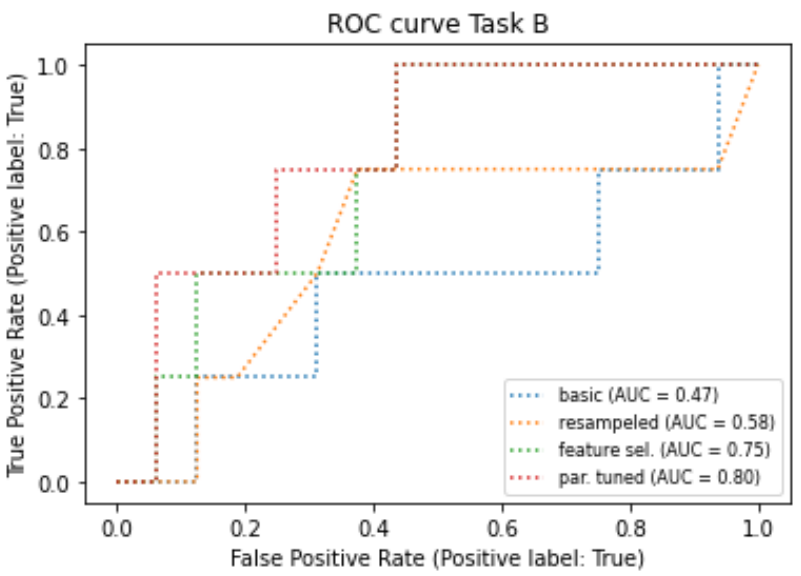 ROC curve Task B
True Positive Rate (Positive label: True)
1.0
0.8
0.6
0.4
0.2
0.0
basic (AUC = 0.47)
resampeled (AUC = 0.58)
feature sel. (AUC = 0.75)
par. tuned (AUC = 0.80)
0.0 0.2 0.4 0.6 0.8 1.0
False Positive Rate (Positive label: True)